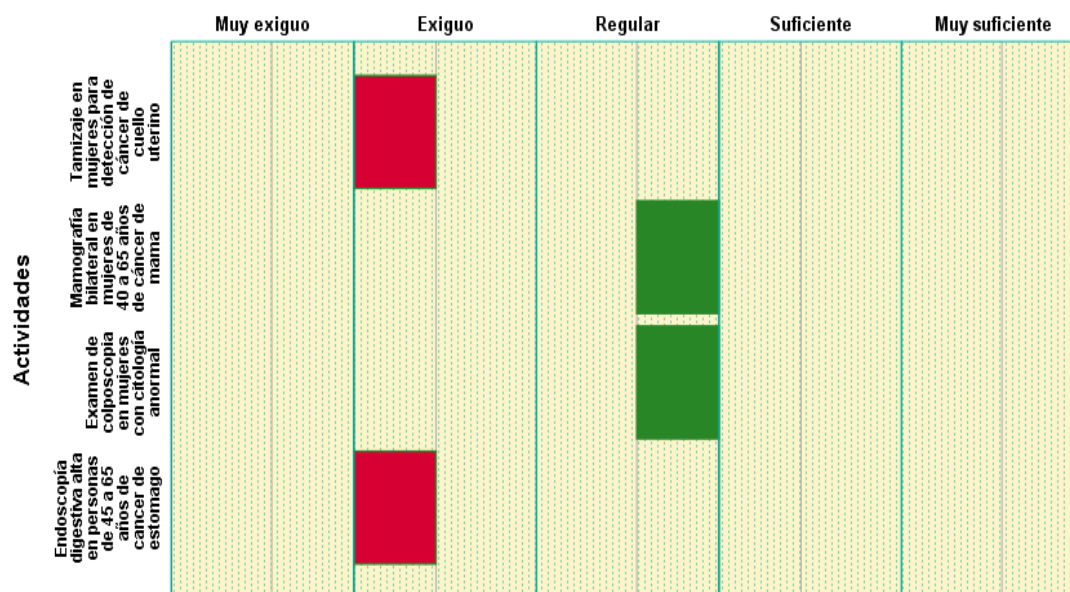 Muy exiguo
Exiguo
Regular
Suficiente
Muy suficiente
Actividades
Tamizaje en
mujeres para
detección de
cáncer de
cuello
uterino
Mamografía
bilateral en
mujeres de
40 a 65 años
de cáncer de
mama
Examen de
colposcopia
en mujeres
con citología
anormal
Endoscopía
digestiva alta
en personas
de 45 a 65
años de
cancer de
estomago